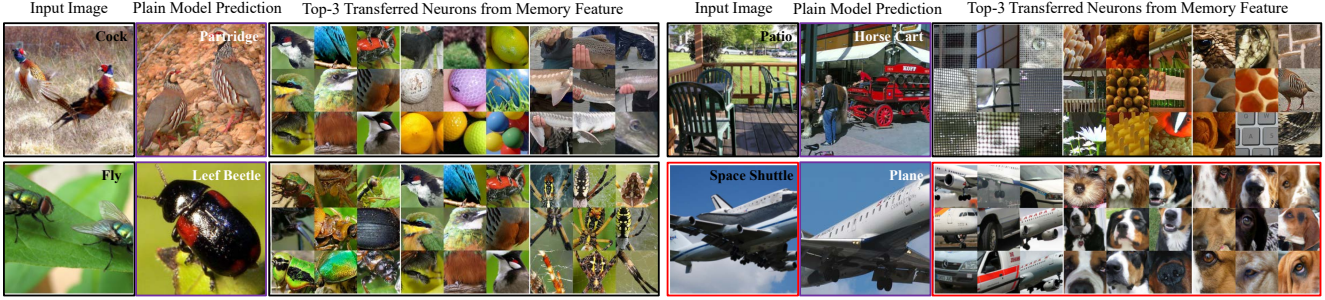 Input Image Plain Model Prediction Top-3 Transferred Neurons from Memory Feature
Cock Partridge
Fly Leef Beetle
Input Image Plain Model Prediction Top-3 Transferred Neurons from Memory Feature
Patio Horse Cart
Space Shuttle Plane